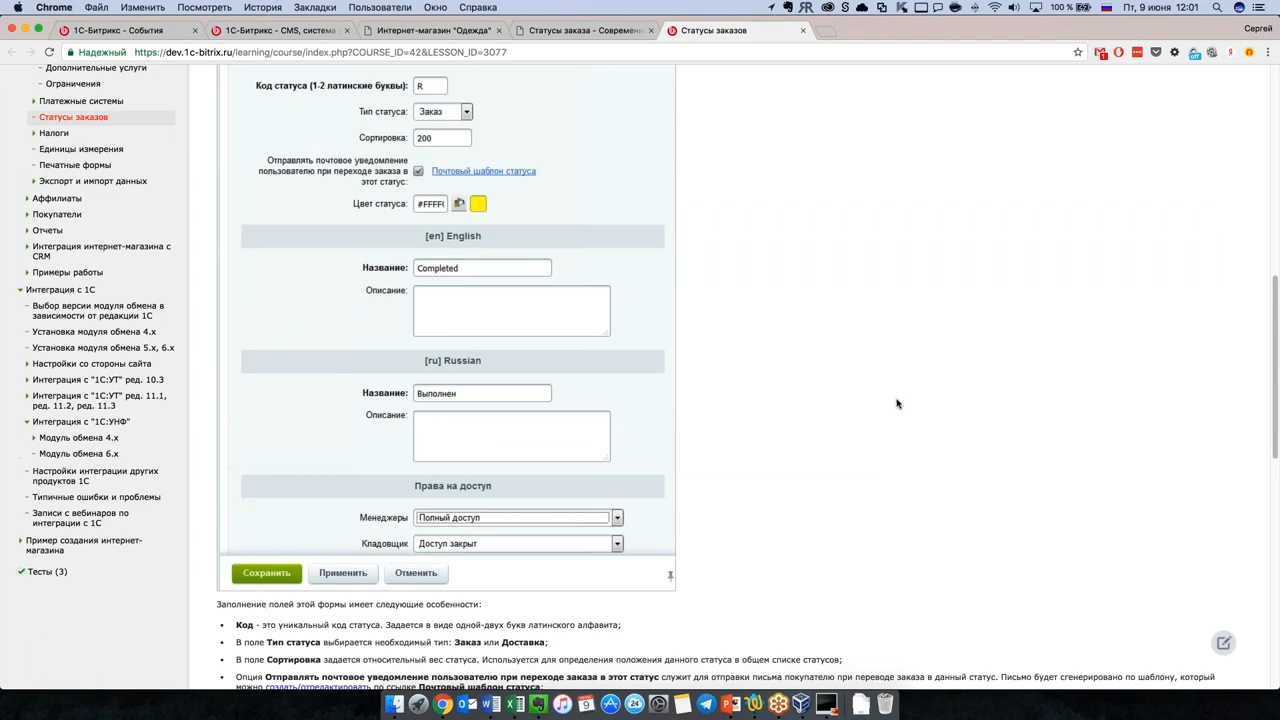 Chrome Файл Изменить Посмотреть История Закладки Пользователи Окно Справка 100 % Пт, 9 июня 12:01
1С-Битрикс - События
1С-Битрикс - CMS, система
Интернет-магазин "Одежда"
Статусы заказа - Современн
Статусы заказов
Сергей
Надежный https://dev.1c-bitrix.ru/learning/course/index.php?COURSE_ID=42&LESSON_ID=3077
Дополнительные услуги
Ограничения
Платежные системы
Статусы заказов
Налоги
Единицы измерения
Печатные формы
Экспорт и импорт данных
Аффилиаты
Покупатели
Отчеты
Интеграция интернет-магазина с
CRM
Примеры работы
Интеграция с 1С
Выбор версии модуля обмена в
зависимости от редакции 1С
Установка модуля обмена 4.x
Установка модуля обмена 5.x, 6.x
Настройки со стороны сайта
Интеграция с "1С:УТ" ред. 10.3
Интеграция с "1С:УТ" ред. 11.1,
ред. 11.2, ред. 11.3
Интеграция с "1С:УНФ"
Модуль обмена 4.x
Модуль обмена 6.x
Настройки интеграции других
продуктов 1С
Типичные ошибки и проблемы
Записи с вебинаров по
интеграции с 1С
Пример создания интернет-
магазина
Тесты (3)
Код статуса (1-2 латинские буквы): R
Тип статуса: Заказ
Сортировка: 200
Отправлять почтовое уведомление
пользователю при переходе заказа в Почтовый шаблон статуса
этот статус:
Цвет статуса: #FFFF(
[en] English
Название: Completed
Описание:
[ru] Russian
Название: Выполнен
Описание:
Права на доступ
Менеджеры Полный доступ
Кладовщик Доступ закрыт
Сохранить Применить Отменить
Заполнение полей этой формы имеет следующие особенности:
• Код - это уникальный код статуса. Задается в виде одной-двух букв латинского алфавита;
• В поле Тип статуса выбирается необходимый тип: Заказ или Доставка;
• В поле Сортировка задается относительный вес статуса. Используется для определения положения данного статуса в общем списке статусов;
• Опция Отправлять почтовое уведомление пользователю при переходе заказа в этот статус служит для отправки письма покупателю при переводе заказа в данный статус. Письмо будет сгенерировано по шаблону, который
можно создать/отредактировать по ссылке Почтовый шаблон статуса;